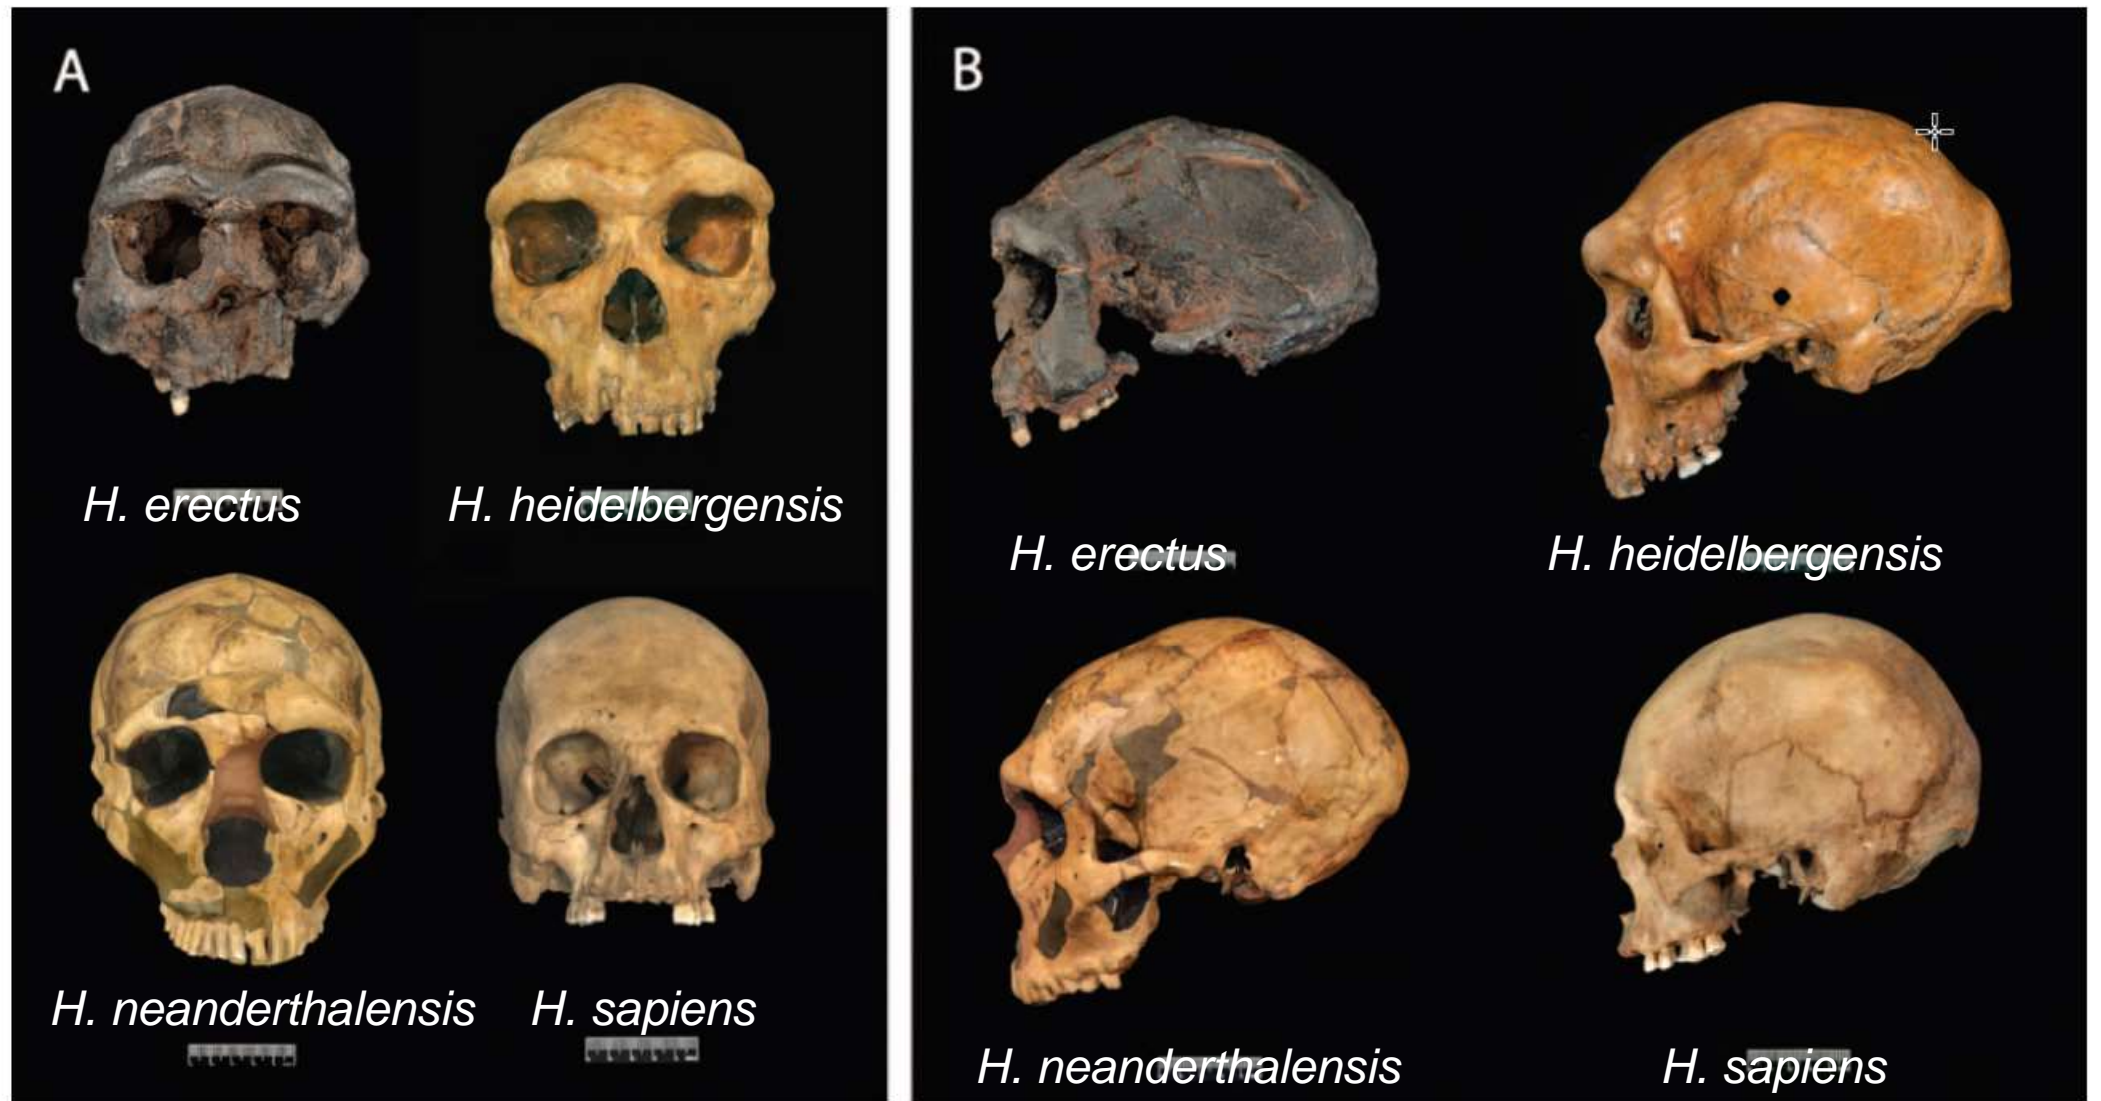 A
H. erectus
H. heidelbergensis
H. neanderthalensis
H. sapiens
B
H. erectus
H. heidelbergensis
H. neanderthalensis
H. sapiens